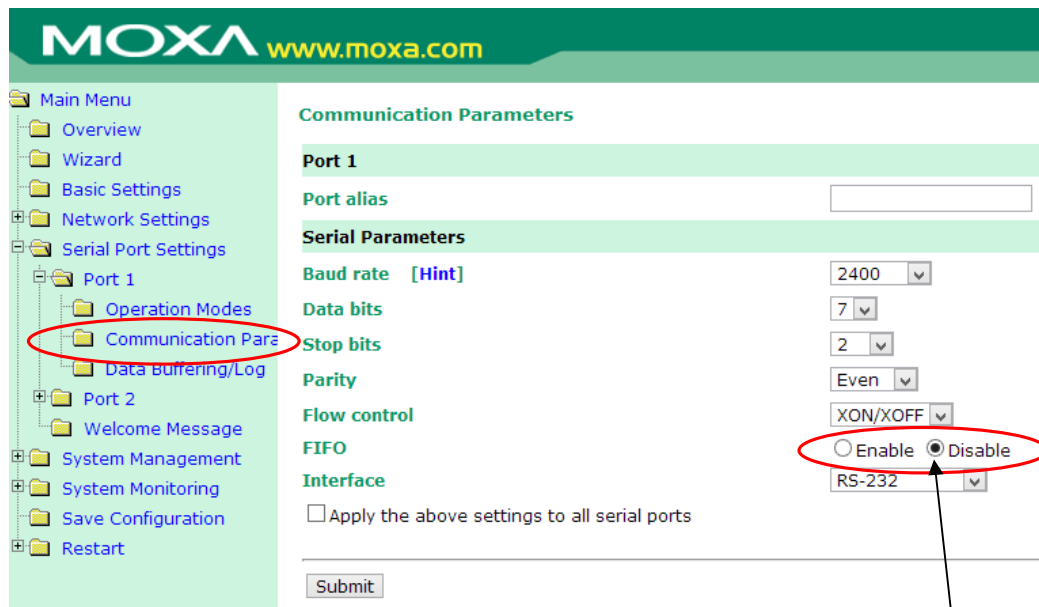 MOXA www.moxa.com
Main Menu
Overview
Wizard
Basic Settings
Network Settings
Serial Port Settings
Port 1
Operation Modes
Communication Para
Data Buffering/Log
Port 2
Welcome Message
System Management
System Monitoring
Save Configuration
Restart
Communication Parameters
Port 1
Port alias
Serial Parameters
Baud rate [Hint] 2400
Data bits 7
Stop bits 2
Parity Even
Flow control XON/XOFF
FIFO Enable Disable
Interface RS-232
Apply the above settings to all serial ports
Submit